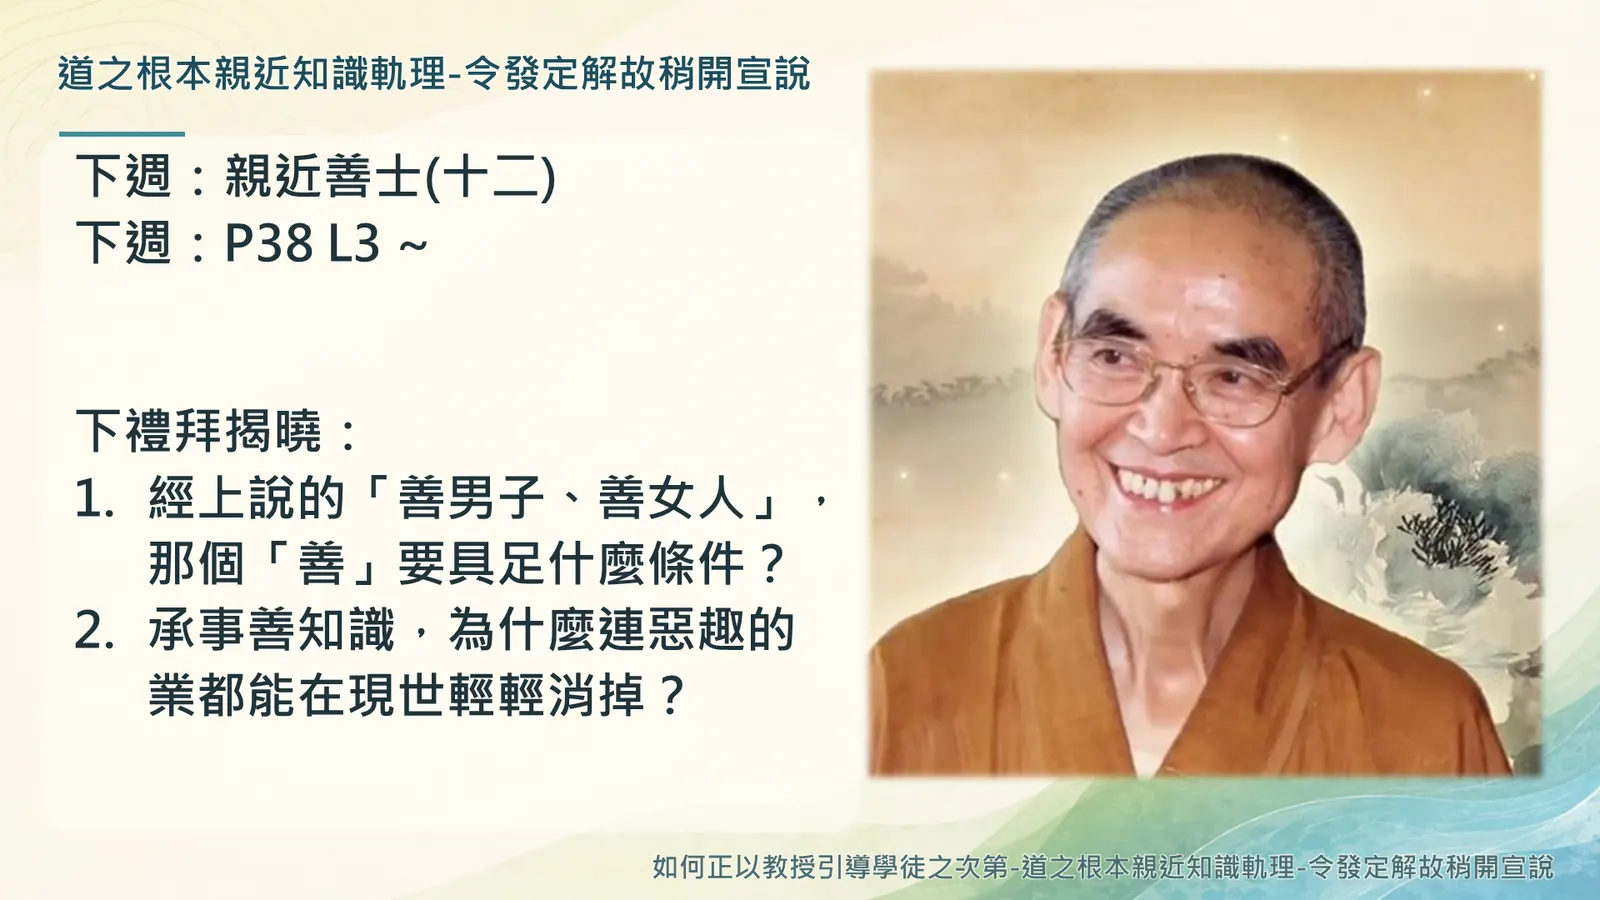 道之根本親近知識軌理-令發定解故稍開宣說
下週：親近善士(十二)
下週：P38 L3 ~
下禮拜揭曉：
1. 經上說的「善男子、善女人」，
那個「善」要具足什麼條件？
2. 承事善知識，為什麼連惡趣的
業都能在現世輕輕消掉？
如何正以教授引導學徒之次第-道之根本親近知識軌理-令發定解故稍開宣說